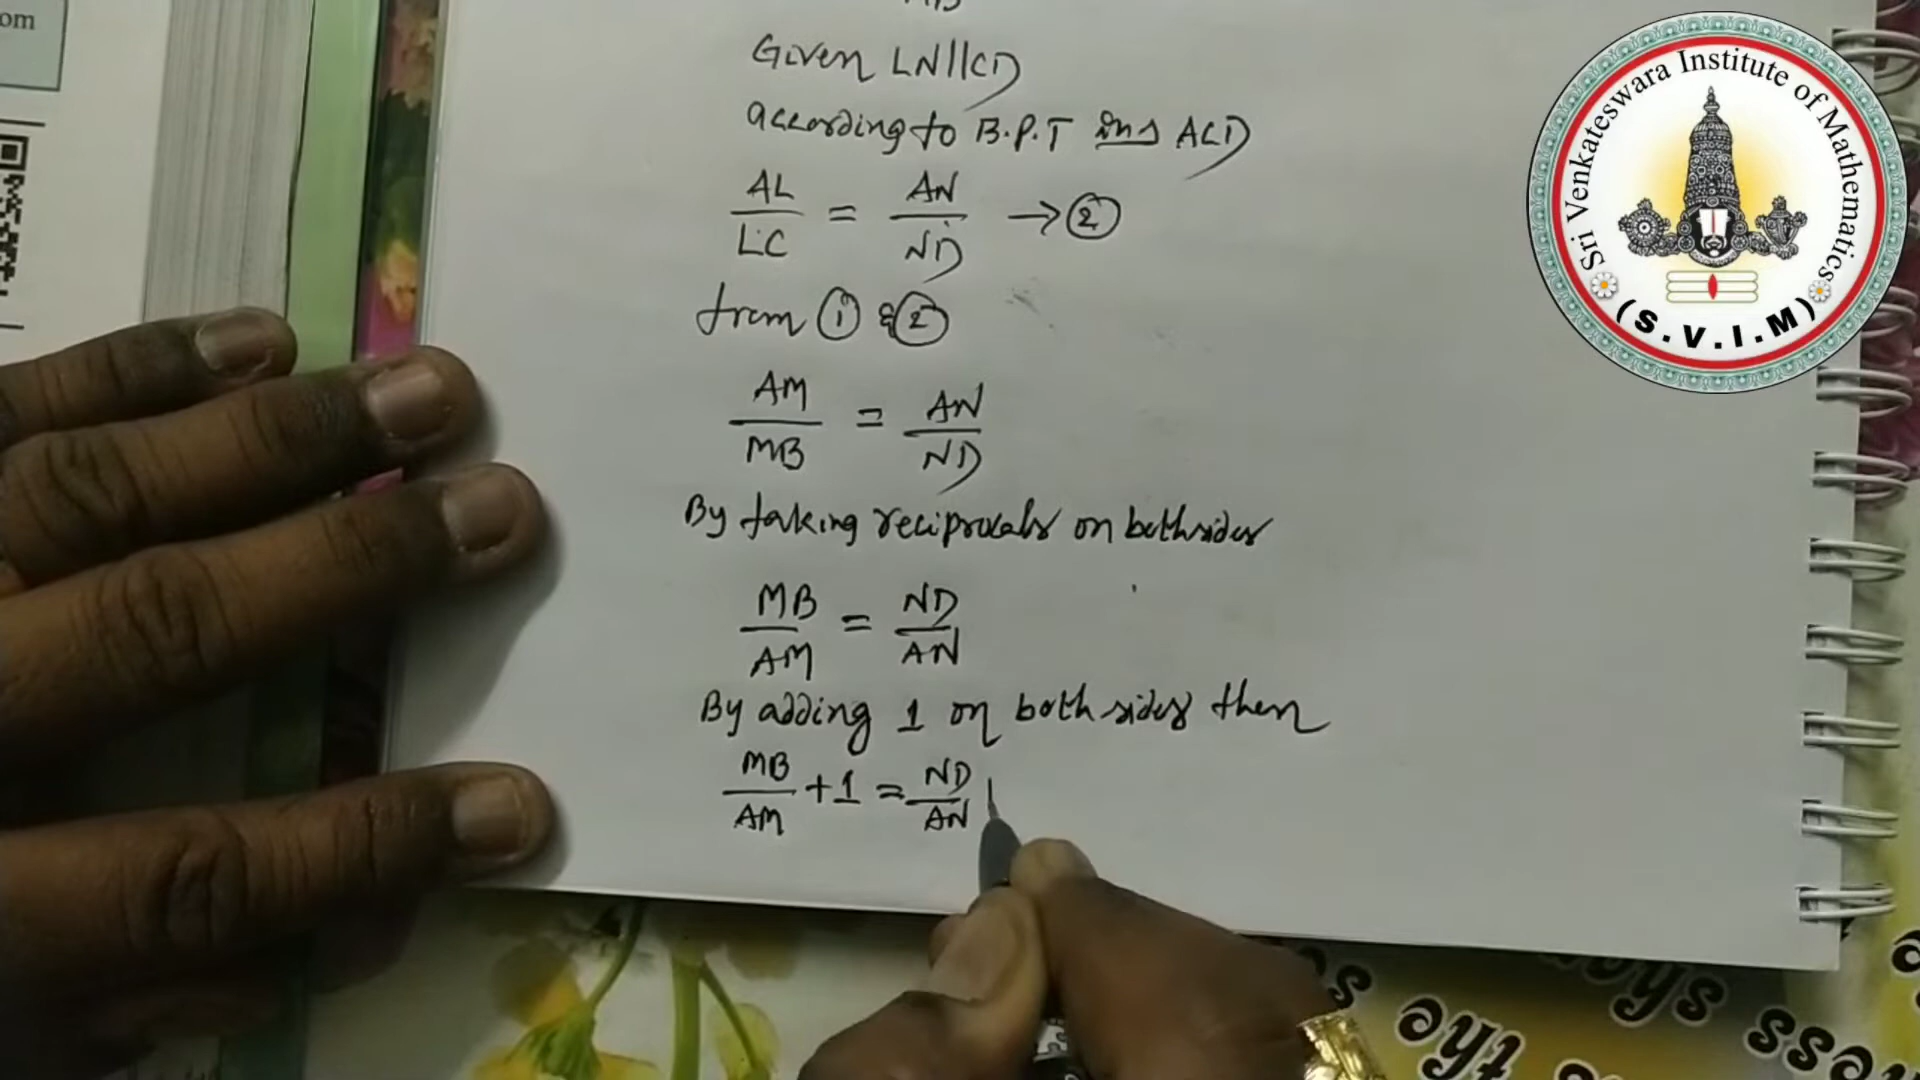 om
Given LN||CD
according to B.P.T in Δ ACD
AL/LC = AN/ND → ②
from ① & ②
AM/MB = AN/ND
By taking reciprocals on bothsides
MB/AM = ND/AN
By adding 1 on both sides then
MB/AM + 1 = ND/AN
Sri Venkateswara Institute of Mathematics
(S.V.I.M)